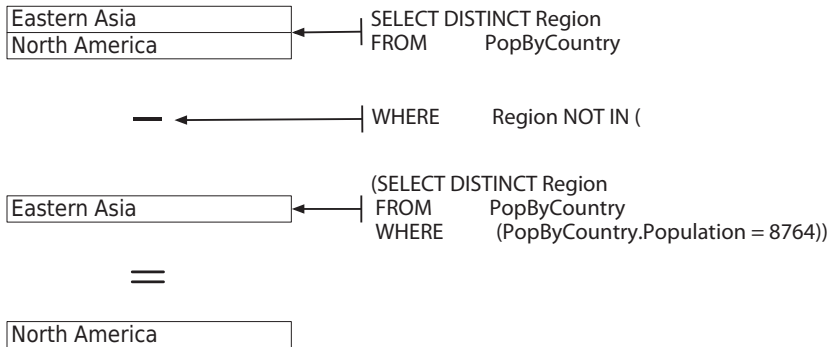 Eastern Asia
North America
SELECT DISTINCT Region
FROM PopByCountry
WHERE Region NOT IN (
Eastern Asia
(SELECT DISTINCT Region
FROM PopByCountry
WHERE (PopByCountry.Population = 8764))
North America